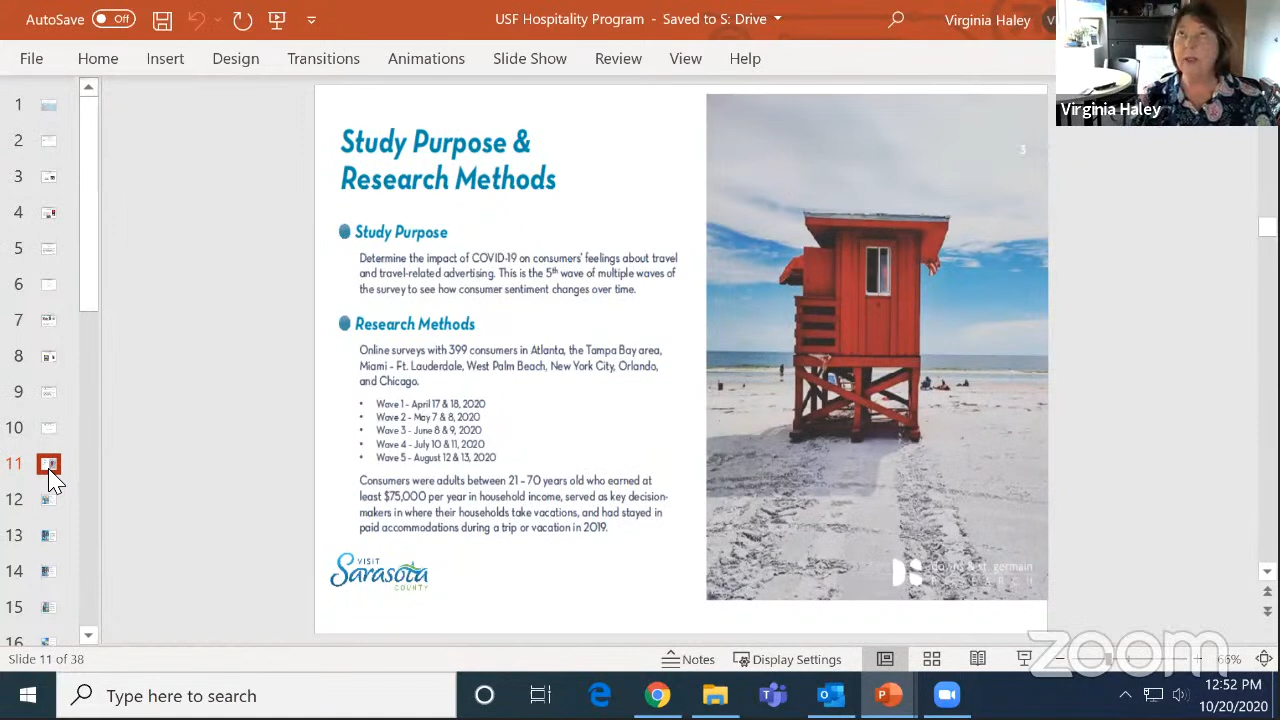 AutoSave Off
USF Hospitality Program - Saved to S: Drive
Virginia Haley
File Home Insert Design Transitions Animations Slide Show Review View Help
Virginia Haley
1
2
3
4
5
6
7
8
9
10
11
12
13
14
15
16
Study Purpose &
Research Methods
3
Study Purpose
Determine the impact of COVID-19 on consumers' feelings about travel
and travel-related advertising. This is the 5th wave of multiple waves of
the survey to see how consumer sentiment changes over time.
Research Methods
Online surveys with 399 consumers in Atlanta, the Tampa Bay area,
Miami - Ft. Lauderdale, West Palm Beach, New York City, Orlando,
and Chicago.
• Wave 1 - April 17 & 18, 2020
• Wave 2 - May 7 & 8, 2020
• Wave 3 - June 8 & 9, 2020
• Wave 4 - July 10 & 11, 2020
• Wave 5 - August 12 & 13, 2020
Consumers were adults between 21 – 70 years old who earned at
least $75,000 per year in household income, served as key decision-
makers in where their households take vacations, and had stayed in
paid accommodations during a trip or vacation in 2019.
VISIT
Sarasota
COUNTY
downs & st. germain
RESEARCH
Slide 11 of 38
Notes
Display Settings
66%
zoom
Type here to search
12:52 PM
10/20/2020